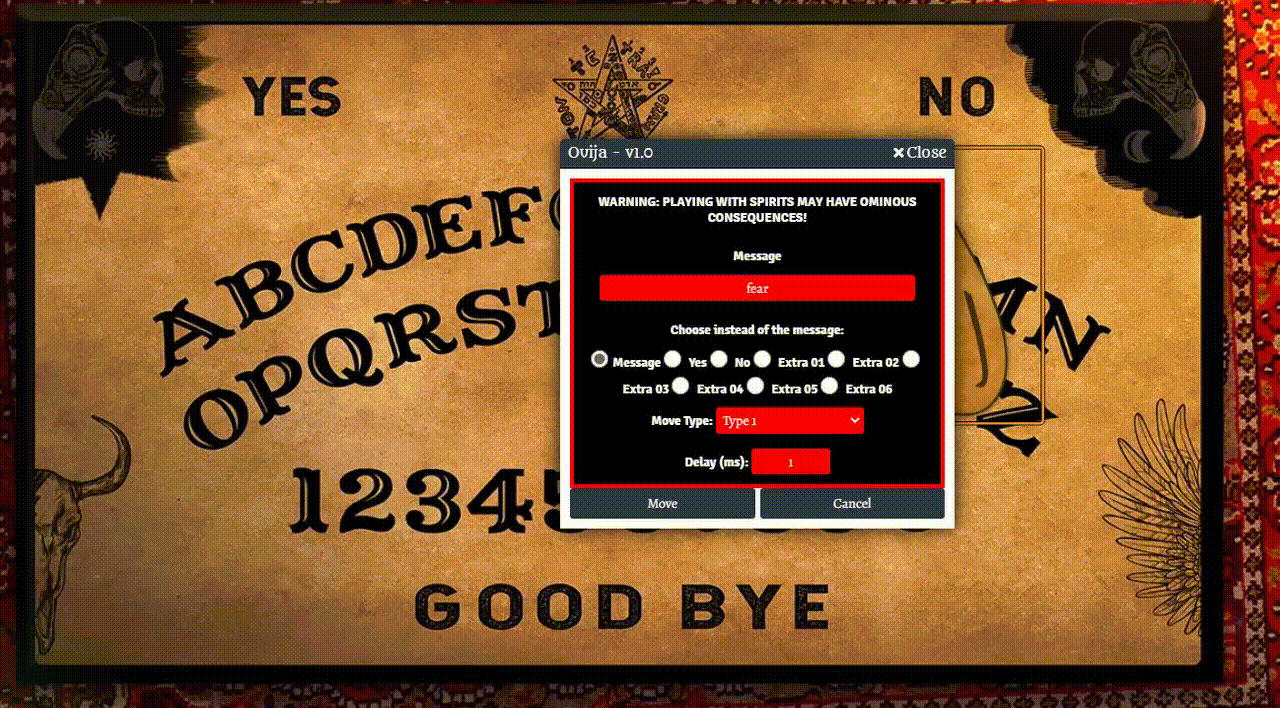 YES
NO
Ouija - v1.0
Close
WARNING: PLAYING WITH SPIRITS MAY HAVE OMINOUS
CONSEQUENCES!
Message
fear
Choose instead of the message:
Message Yes No Extra 01 Extra 02
Extra 03 Extra 04 Extra 05 Extra 06
Move Type: Type 1
Delay (ms): 1
Move
Cancel
ABCDEF
N
OPQRST
12345
GOOD BYE